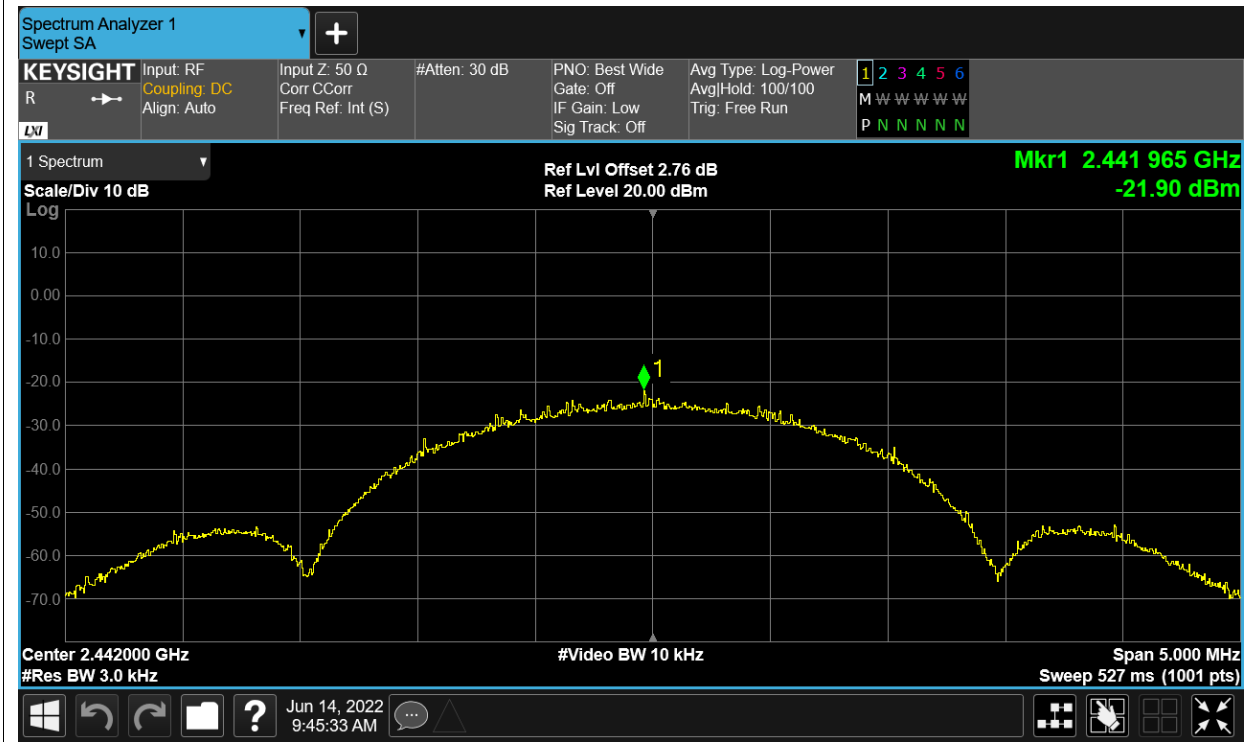 Spectrum Analyzer 1
Swept SA
KEYSIGHT
R
LXI
Input: RF
Coupling: DC
Align: Auto
Input Z: 50 Ω
Corr CCorr
Freq Ref: Int (S)
#Atten: 30 dB
PNO: Best Wide
Gate: Off
IF Gain: Low
Sig Track: Off
Avg Type: Log-Power
Avg|Hold: 100/100
Trig: Free Run
1 2 3 4 5 6
M W W W W W
P N N N N N
1 Spectrum
Scale/Div 10 dB
Log
Ref Lvl Offset 2.76 dB
Ref Level 20.00 dBm
Mkr1 2.441 965 GHz
-21.90 dBm
10.0
0.00
-10.0
-20.0
-30.0
-40.0
-50.0
-60.0
-70.0
1
Center 2.442000 GHz
#Res BW 3.0 kHz
#Video BW 10 kHz
Span 5.000 MHz
Sweep 527 ms (1001 pts)
?
Jun 14, 2022
9:45:33 AM